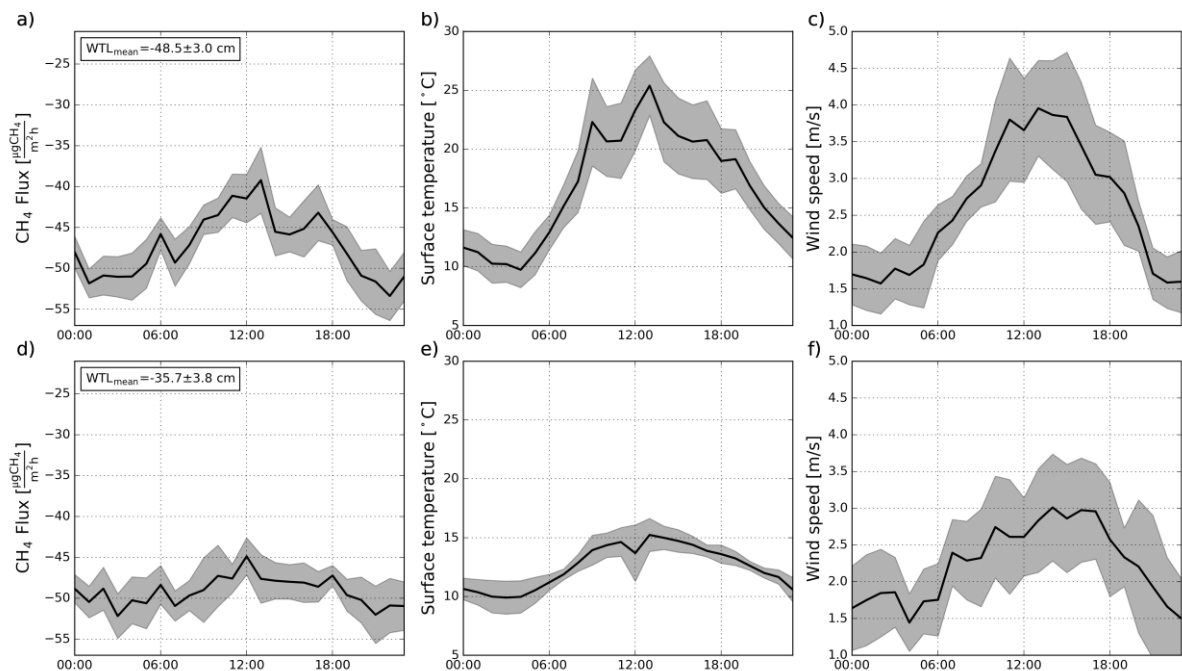 a)
WTLmean=-48.5±3.0 cm
CH4 Flux [µgCH4/m2h]
−25
−30
−35
−40
−45
−50
−55
00:00 06:00 12:00 18:00
b)
Surface temperature [°C]
30
25
20
15
10
5
00:00 06:00 12:00 18:00
c)
Wind speed [m/s]
5.0
4.5
4.0
3.5
3.0
2.5
2.0
1.5
1.0
00:00 06:00 12:00 18:00
d)
WTLmean=-35.7±3.8 cm
CH4 Flux [µgCH4/m2h]
−25
−30
−35
−40
−45
−50
−55
00:00 06:00 12:00 18:00
e)
Surface temperature [°C]
30
25
20
15
10
5
00:00 06:00 12:00 18:00
f)
Wind speed [m/s]
5.0
4.5
4.0
3.5
3.0
2.5
2.0
1.5
1.0
00:00 06:00 12:00 18:00